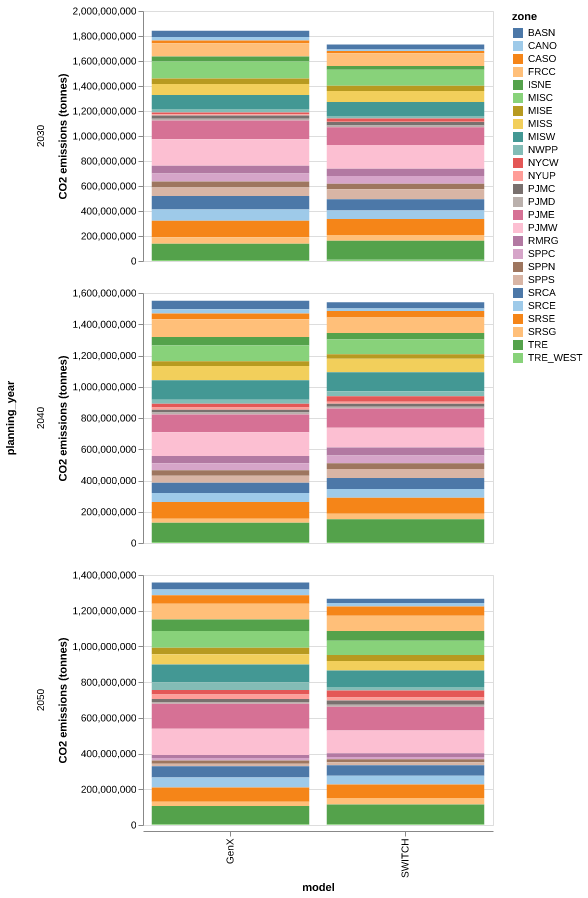 2,000,000,000
1,800,000,000
1,600,000,000
1,400,000,000
1,200,000,000
1,000,000,000
800,000,000
600,000,000
400,000,000
200,000,000
0
CO2 emissions (tonnes)
2030
1,600,000,000
1,400,000,000
1,200,000,000
1,000,000,000
800,000,000
600,000,000
400,000,000
200,000,000
0
CO2 emissions (tonnes)
2040
planning_year
1,400,000,000
1,200,000,000
1,000,000,000
800,000,000
600,000,000
400,000,000
200,000,000
0
CO2 emissions (tonnes)
2050
GenX
SWITCH
model
zone
BASN
CANO
CASO
FRCC
ISNE
MISC
MISE
MISS
MISW
NWPP
NYCW
NYUP
PJMC
PJMD
PJME
PJMW
RMRG
SPPC
SPPN
SPPS
SRCA
SRCE
SRSE
SRSG
TRE
TRE_WEST